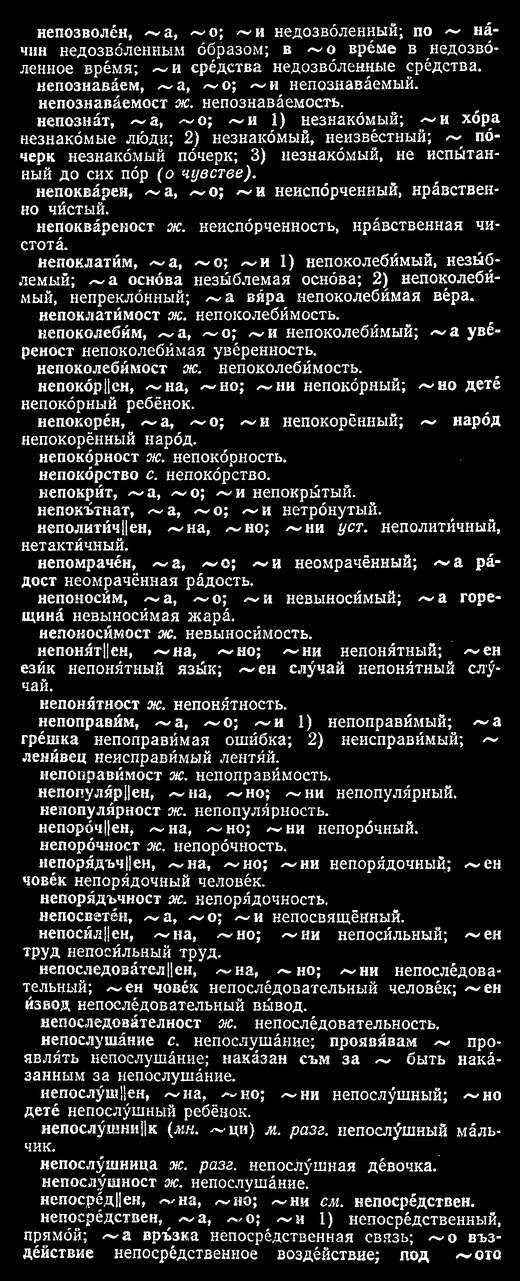 непозволе́н, ~а, ~о; ~и недозво́ленный; по ~ на́-
чин недозво́ленным о́бразом; в ~о вре́ме в недозво́-
ленное вре́мя; ~и сре́дства недозво́ленные сре́дства.
непознава́ем, ~а, ~о; ~и непознава́емый.
непознава́емост ж. непознава́емость.
непозна́т, ~а, ~о; ~и 1) незнако́мый; ~и хо́ра
незнако́мые лю́ди; 2) незнако́мый, неизве́стный; ~ по́-
черк незнако́мый по́черк; 3) незнако́мый, не испы́тан-
ный до сих пор (о чувстве).
непоква́рен, ~а, ~о; ~и неиспо́рченный, нра́вствен-
но чи́стый.
непоква́реност ж. неиспо́рченность, нра́вственная чи-
стота́.
непоклати́м, ~а, ~о; ~и 1) непоколеби́мый, незы́б-
лемый; ~а осно́ва незы́блемая осно́ва; 2) непоколеби́-
мый, непрекло́нный; ~а вя́ра непоколеби́мая ве́ра.
непоклати́мост ж. непоколеби́мость.
непоколеби́м, ~а, ~о; ~и непоколеби́мый; ~а уве́-
реност непоколеби́мая уве́ренность.
непоколеби́мост ж. непоколеби́мость.
непоко́р||ен, ~на, ~но; ~ни непоко́рный; ~но дете́
непоко́рный ребёнок.
непокоре́н, ~а, ~о; ~и непокорённый; ~ наро́д
непокорённый наро́д.
непоко́рност ж. непоко́рность.
непоко́рство с. непоко́рство.
непокри́т, ~а, ~о; ~и непокры́тый.
непокъ́тнат, ~а, ~о; ~и нетро́нутый.
неполити́ч||ен, ~на, ~но; ~ни уст. неполити́чный,
нетакти́чный.
непомраче́н, ~а, ~о; ~и неомрачённый; ~а ра́-
дост неомрачённая ра́дость.
непоноси́м, ~а, ~о; ~и невыноси́мый; ~а горе-
щина́ невыноси́мая жара́.
непоноси́мост ж. невыноси́мость.
непоня́т||ен, ~на, ~но; ~ни непоня́тный; ~ен
ези́к непоня́тный язы́к; ~ен слу́чай непоня́тный слу́-
чай.
непоня́тност ж. непоня́тность.
непоправи́м, ~а, ~о; ~и 1) непоправи́мый; ~а
гре́шка непоправи́мая оши́бка; 2) неисправи́мый; ~
лени́вец неисправи́мый лентя́й.
непоправи́мост ж. непоправи́мость.
непопуля́р||ен, ~на, ~но; ~ни непопуля́рный.
непопуля́рност ж. непопуля́рность.
непоро́ч||ен, ~на, ~но; ~ни непоро́чный.
непоро́чност ж. непоро́чность.
непоря́дъч||ен, ~на, ~но; ~ни непоря́дочный; ~ен
чове́к непоря́дочный челове́к.
непоря́дъчност ж. непоря́дочность.
непосвете́н, ~а, ~о; ~и непосвящённый.
непоси́л||ен, ~на, ~но; ~ни непоси́льный; ~ен
труд непоси́льный труд.
непоследова́тел||ен, ~на, ~но; ~ни непосле́дова-
тельный; ~ен чове́к непосле́довательный челове́к; ~ен
и́звод непосле́довательный вы́вод.
непоследова́телност ж. непосле́довательность.
непослуша́ние с. непослуша́ние; проявя́вам ~ про-
явля́ть непослуша́ние; нака́зан съм за ~ быть нака́-
занным за непослуша́ние.
непослу́ш||ен, ~на, ~но; ~ни непослу́шный; ~но
дете́ непослу́шный ребёнок.
непослу́шни||к (мн. ~ци) м. разг. непослу́шный ма́ль-
чик.
непослу́шница ж. разг. непослу́шная де́вочка.
непослу́шност ж. непослуша́ние.
непосре́д||ен, ~на, ~но; ~ни см. непосре́дствен.
непосре́дствен, ~а, ~о; ~и 1) непосре́дственный,
прямо́й; ~а връ́зка непосре́дственная связь; ~о въз-
де́йствие непосре́дственное возде́йствие; под ~ото